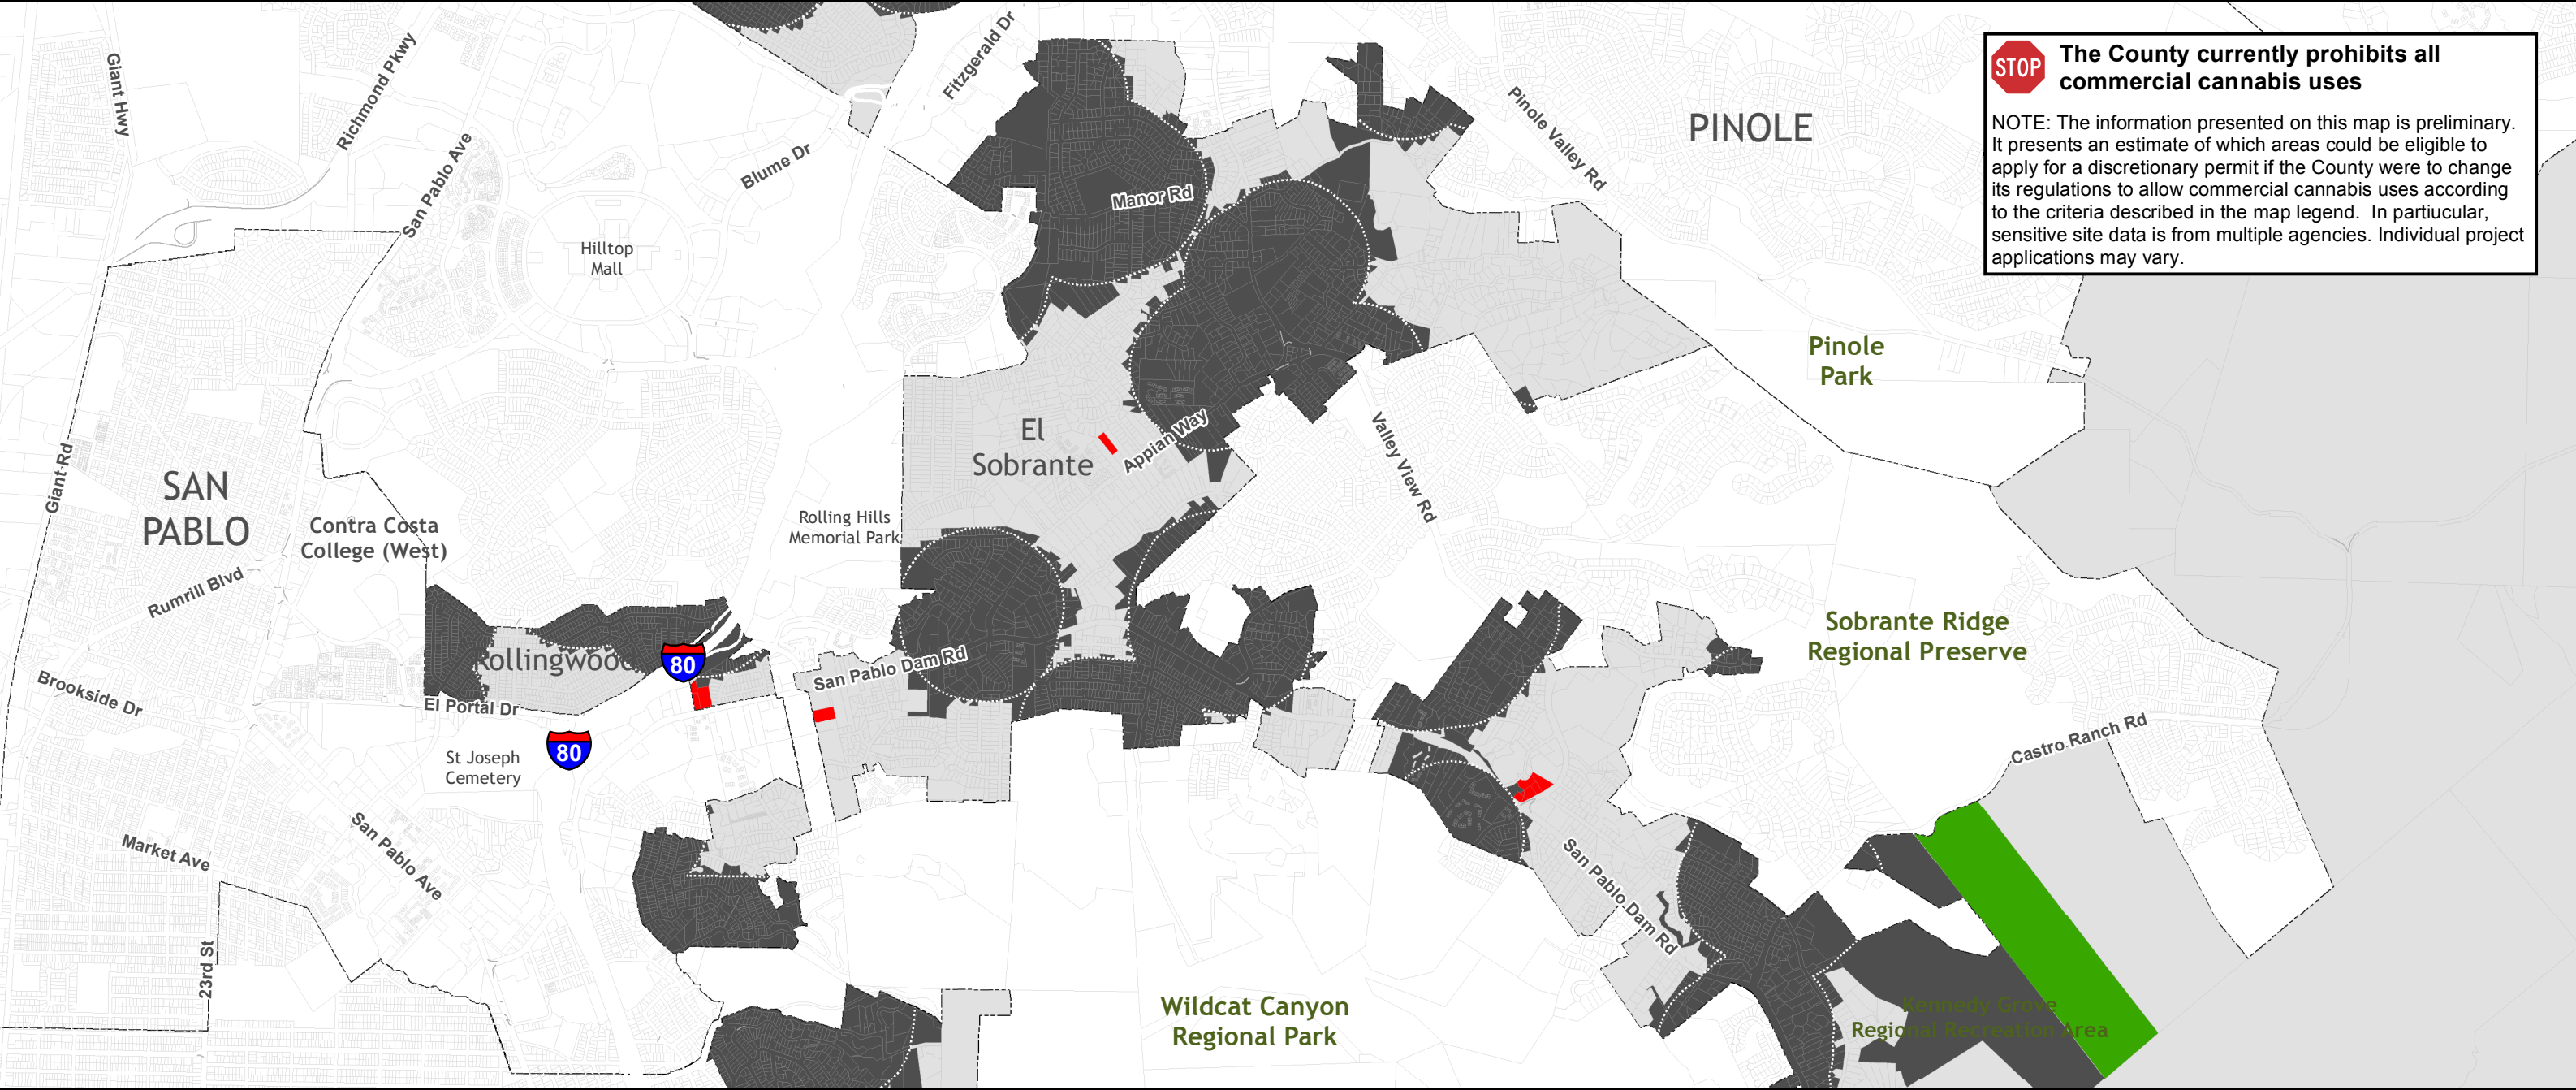 STOP
The County currently prohibits all
commercial cannabis uses
NOTE: The information presented on this map is preliminary.
It presents an estimate of which areas could be eligible to
apply for a discretionary permit if the County were to change
its regulations to allow commercial cannabis uses according
to the criteria described in the map legend. In partiucular,
sensitive site data is from multiple agencies. Individual project
applications may vary.
Giant Hwy
Richmond Pkwy
San Pablo Ave
Fitzgerald Dr
Blume Dr
Hilltop
Mall
Manor Rd
Pinole Valley Rd
PINOLE
Pinole
Park
El
Sobrante
Appian Way
Valley View Rd
Giant Rd
SAN
PABLO
Contra Costa
College (West)
Rumrill Blvd
Rolling Hills
Memorial Park
Rollingwood
80
San Pablo Dam Rd
Brookside Dr
El Portal Dr
80
St Joseph
Cemetery
Sobrante Ridge
Regional Preserve
Castro Ranch Rd
Market Ave
San Pablo Ave
23rd St
San Pablo Dam Rd
Wildcat Canyon
Regional Park
Kennedy Grove
Regional Recreation Area